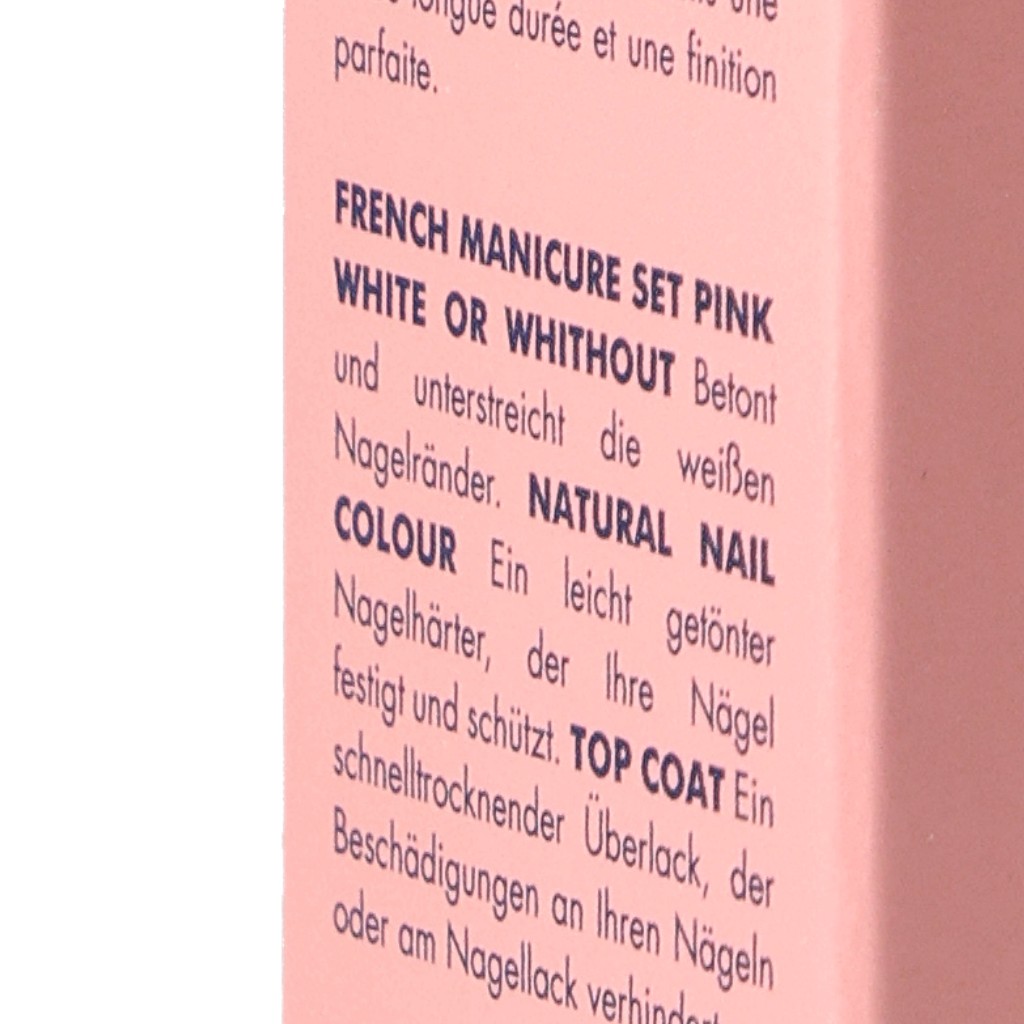 longue durée et une finition
parfaite.
FRENCH MANICURE SET PINK
WHITE OR WHITHOUT Betont
und unterstreicht die weißen
Nagelränder. NATURAL NAIL
COLOUR Ein leicht getönter
Nagelhärter, der Ihre Nägel
festigt und schützt. TOP COAT Ein
schnelltrocknender Überlack, der
Beschädigungen an Ihren Nägeln
oder am Nagellack verhindert